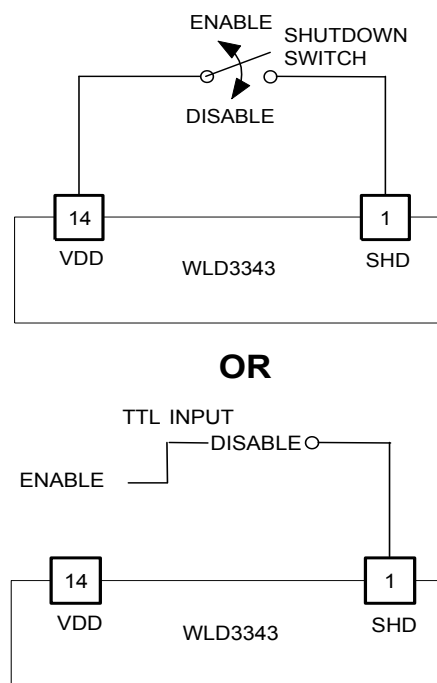 ENABLE
SHUTDOWN
SWITCH
DISABLE
14
1
VDD
WLD3343
SHD
OR
TTL INPUT
DISABLE
ENABLE
14
1
VDD
WLD3343
SHD